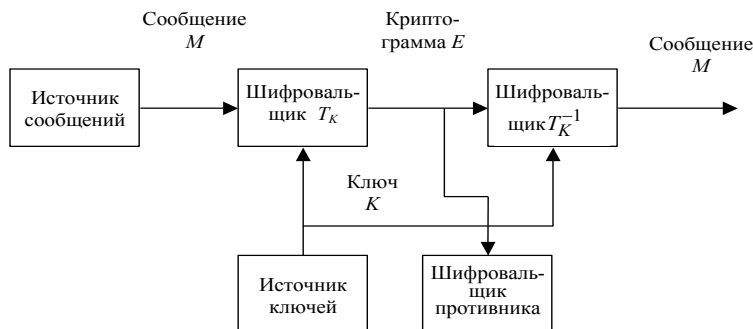 Сообщение
M
Крипто-
грамма E
Сообщение
M
Источник
сообщений
Шифроваль-
щик T_K
Шифроваль-
щик T_K^{-1}
Ключ
K
Источник
ключей
Шифроваль-
щик
противника